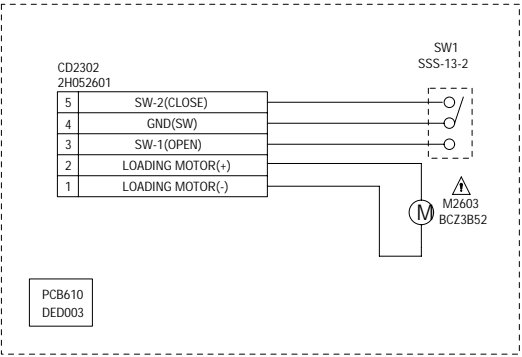 SW1
SSS-13-2
CD2302
2H052601
5 SW-2(CLOSE)
4 GND(SW)
3 SW-1(OPEN)
2 LOADING MOTOR(+)
1 LOADING MOTOR(-)
M
M2603
BCZ3B52
PCB610
DED003